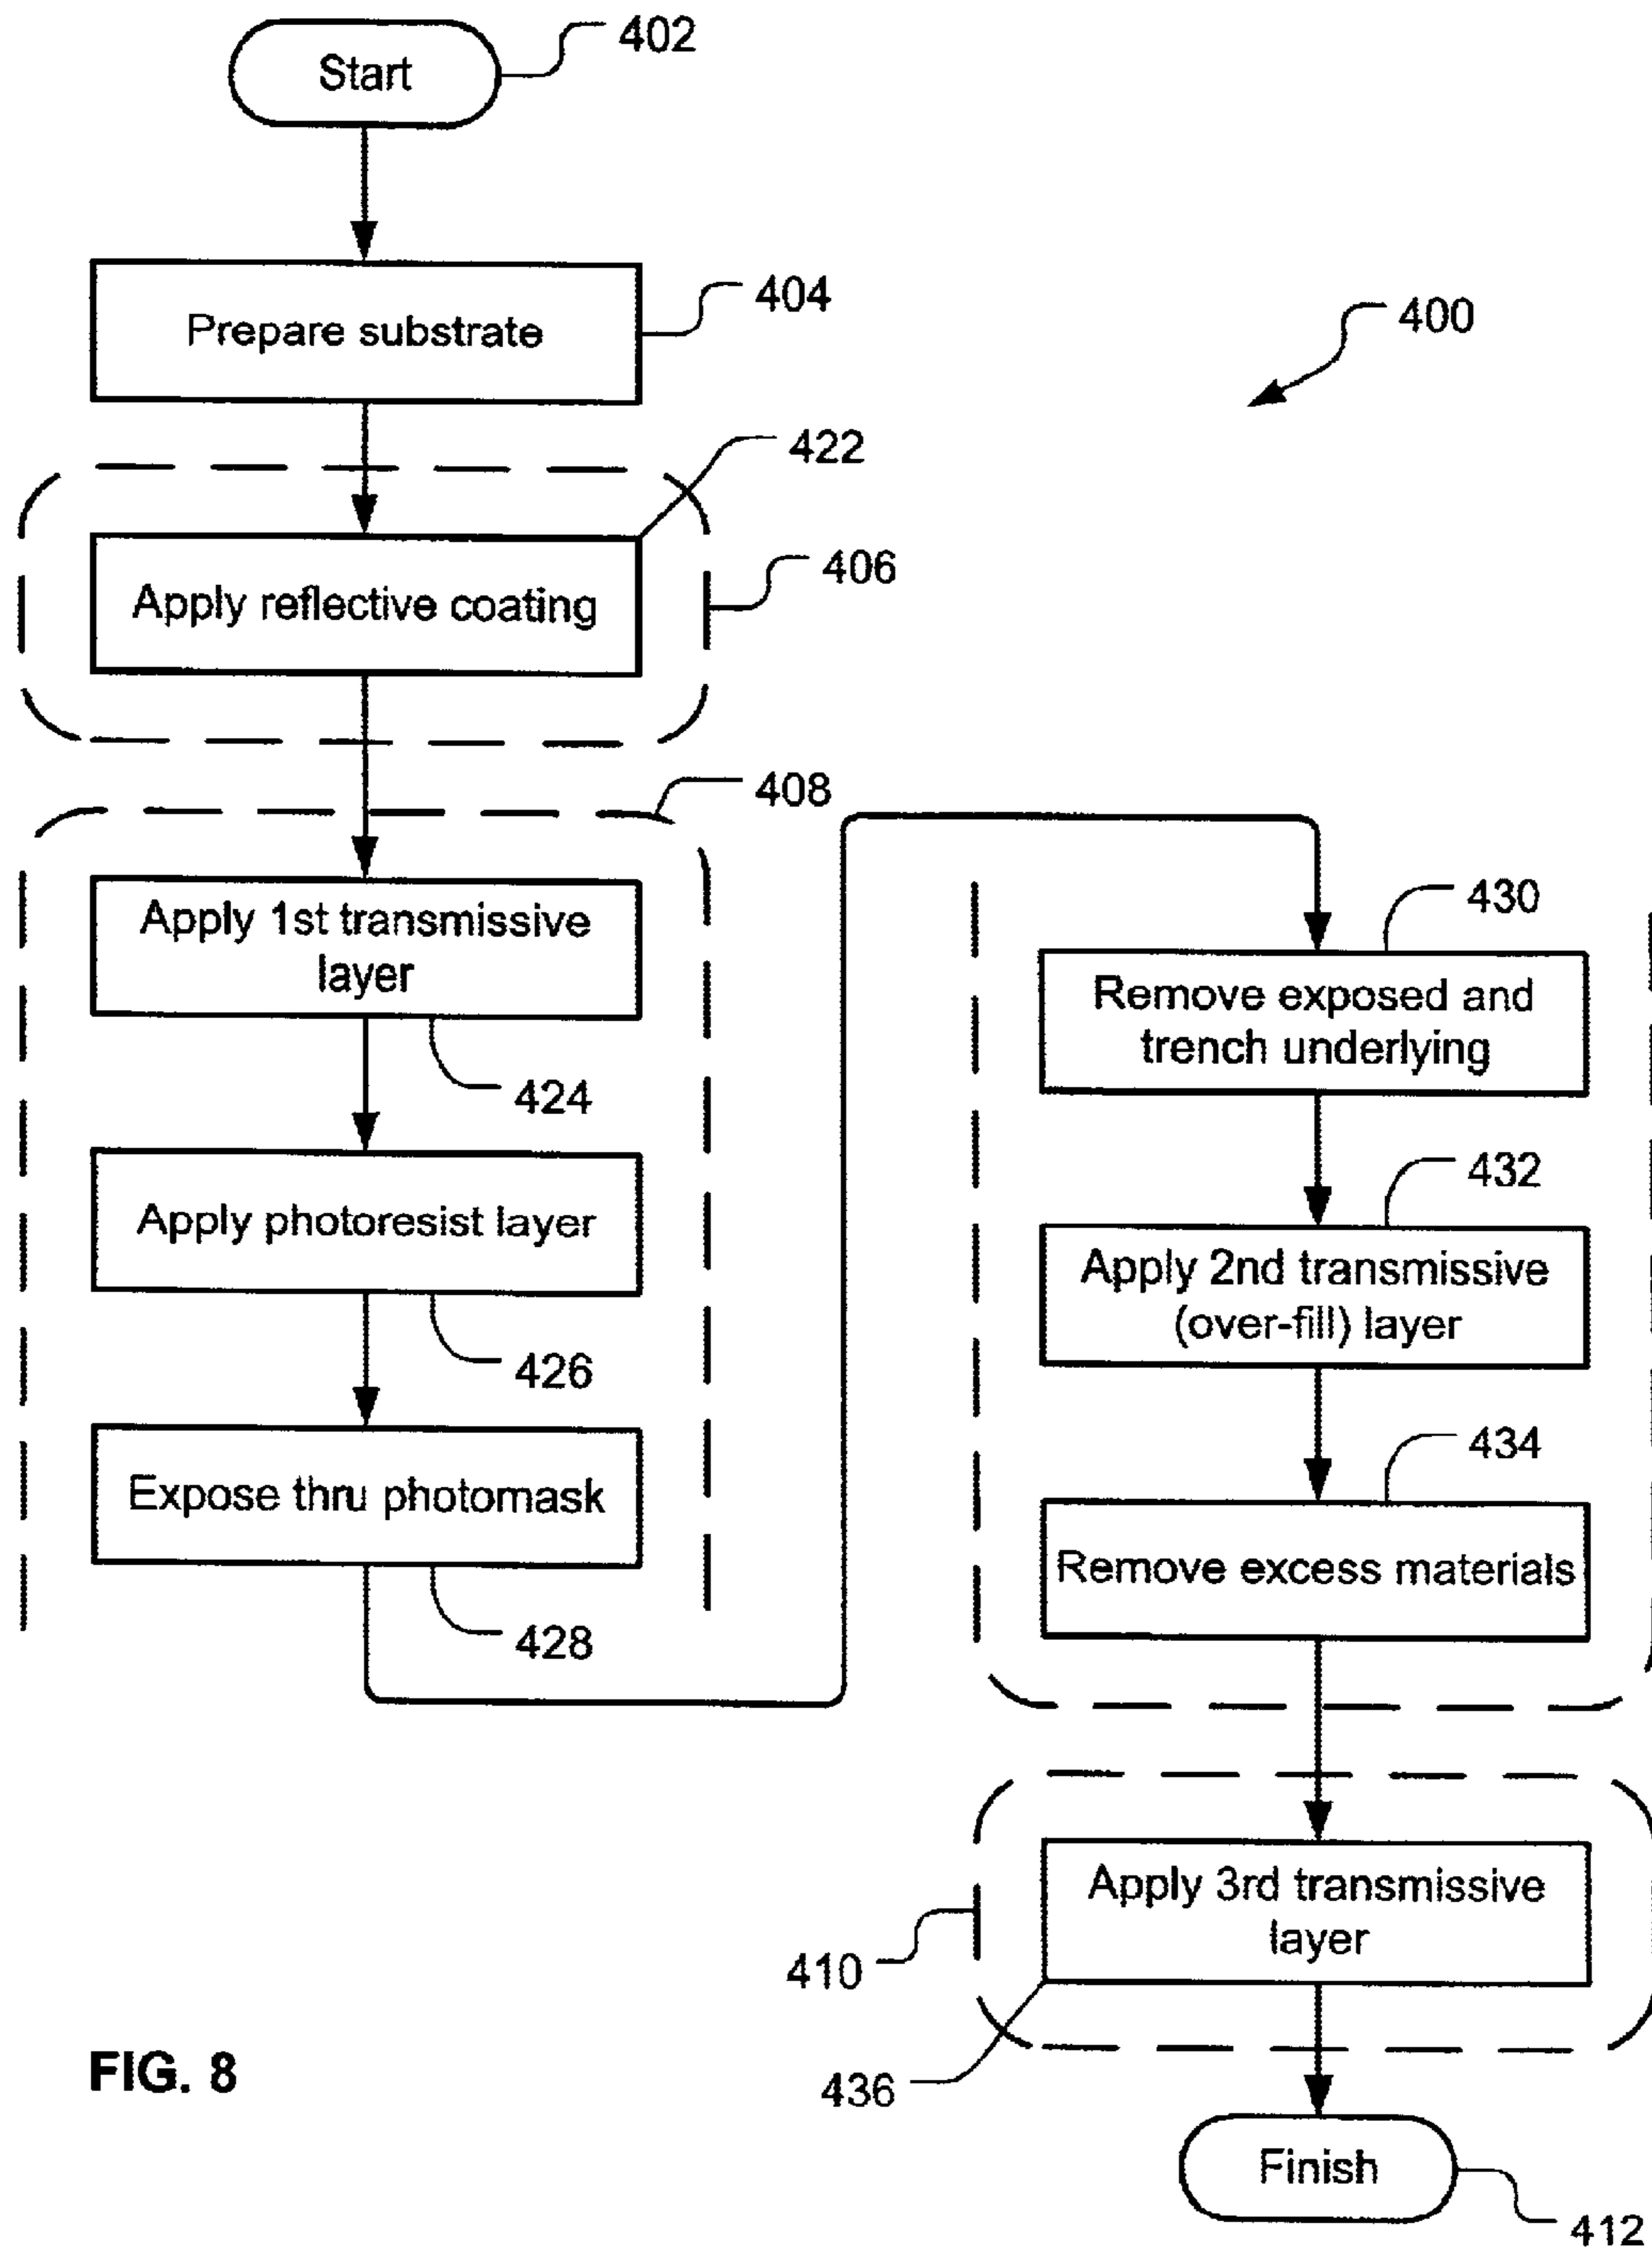 402
Start
404
Prepare substrate
400
422
Apply reflective coating
406
408
Apply 1st transmissive
layer
424
Apply photoresist layer
426
Expose thru photomask
428
430
Remove exposed and
trench underlying
432
Apply 2nd transmissive
(over-fill) layer
434
Remove excess materials
Apply 3rd transmissive
layer
410
436
Finish
412
FIG. 8